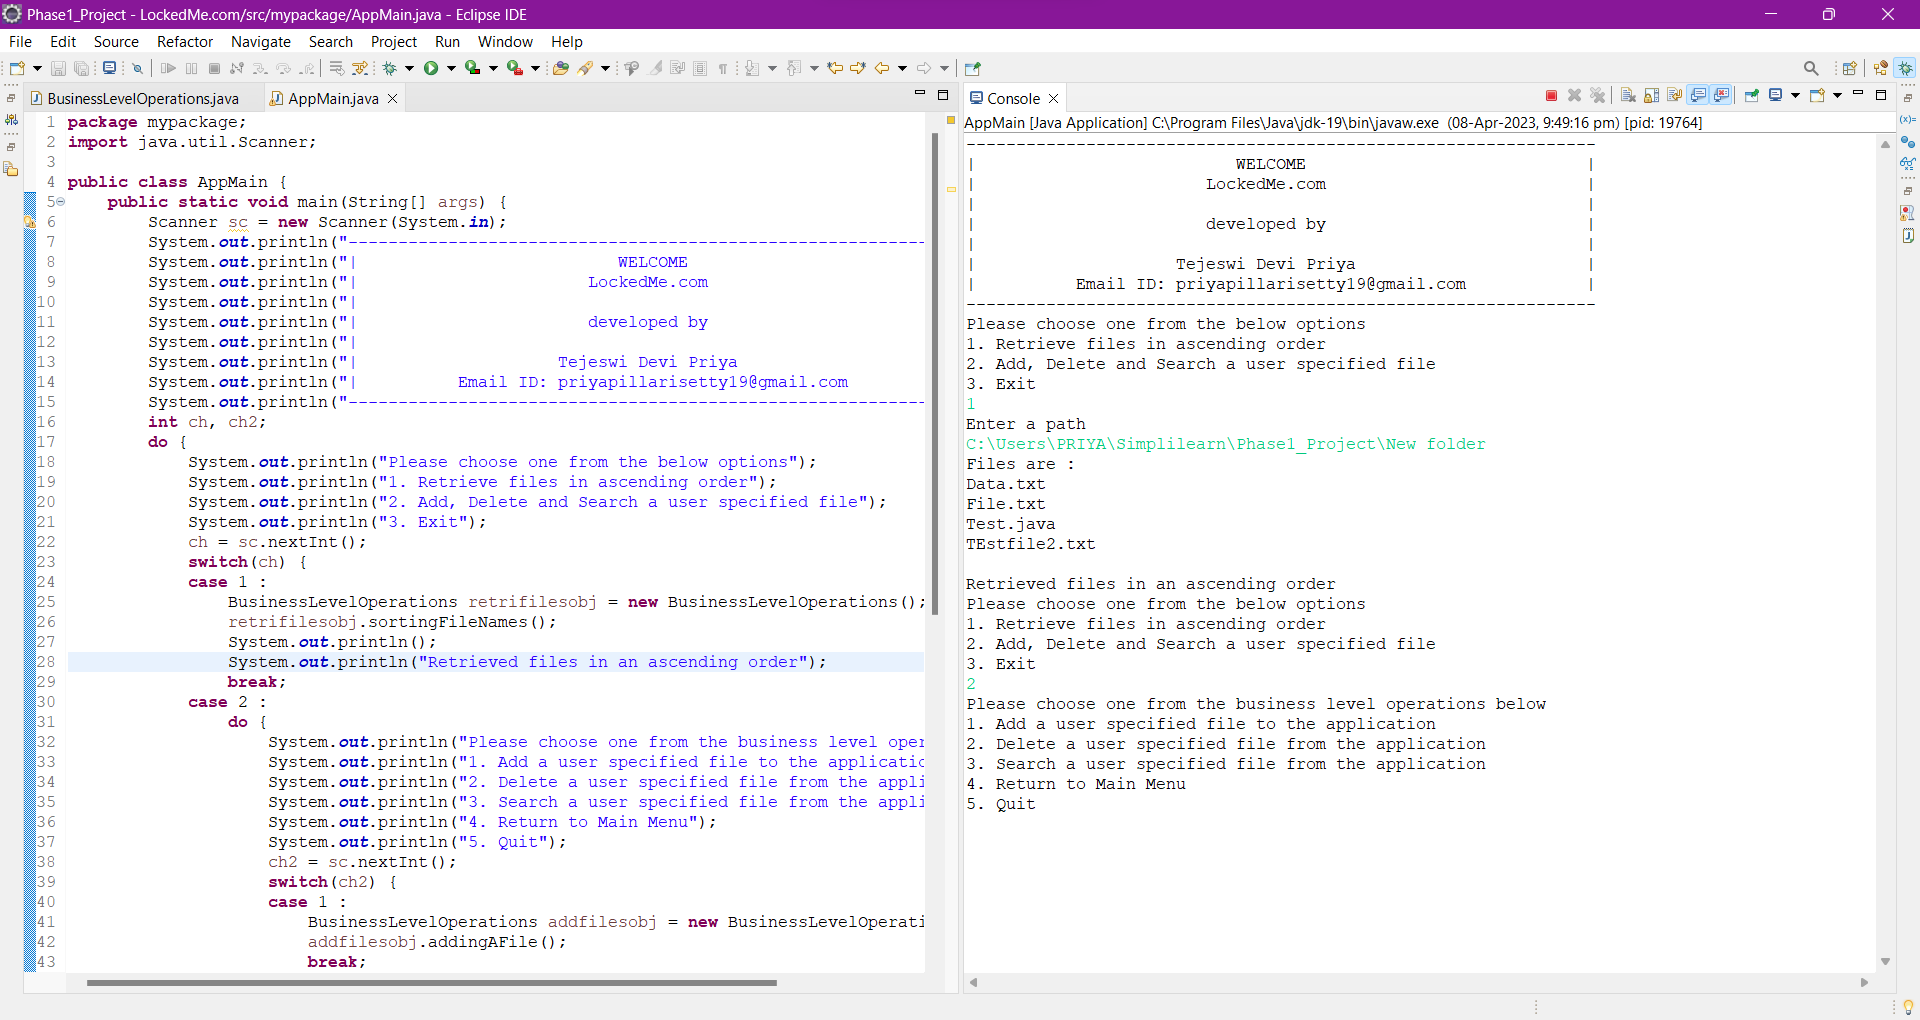 Phase1_Project - LockedMe.com/src/mypackage/AppMain.java - Eclipse IDE
File Edit Source Refactor Navigate Search Project Run Window Help
BusinessLevelOperations.java AppMain.java
1 package mypackage;
2 import java.util.Scanner;
3
4 public class AppMain {
5 public static void main(String[] args) {
6 Scanner sc = new Scanner(System.in);
7 System.out.println("----------------------------------------------------------
8 System.out.println("| WELCOME
9 System.out.println("| LockedMe.com
10 System.out.println("|
11 System.out.println("| developed by
12 System.out.println("|
13 System.out.println("| Tejeswi Devi Priya
14 System.out.println("| Email ID: priyapillarisetty19@gmail.com
15 System.out.println("----------------------------------------------------------
16 int ch, ch2;
17 do {
18 System.out.println("Please choose one from the below options");
19 System.out.println("1. Retrieve files in ascending order");
20 System.out.println("2. Add, Delete and Search a user specified file");
21 System.out.println("3. Exit");
22 ch = sc.nextInt();
23 switch(ch) {
24 case 1 :
25 BusinessLevelOperations retrifilesobj = new BusinessLevelOperations();
26 retrifilesobj.sortingFileNames();
27 System.out.println();
28 System.out.println("Retrieved files in an ascending order");
29 break;
30 case 2 :
31 do {
32 System.out.println("Please choose one from the business level oper
33 System.out.println("1. Add a user specified file to the applicatic
34 System.out.println("2. Delete a user specified file from the appli
35 System.out.println("3. Search a user specified file from the appli
36 System.out.println("4. Return to Main Menu");
37 System.out.println("5. Quit");
38 ch2 = sc.nextInt();
39 switch(ch2) {
40 case 1 :
41 BusinessLevelOperations addfilesobj = new BusinessLevelOperati
42 addfilesobj.addingAFile();
43 break;
Console
AppMain [Java Application] C:\Program Files\Java\jdk-19\bin\javaw.exe (08-Apr-2023, 9:49:16 pm) [pid: 19764]
---------------------------------------------------------------
| WELCOME |
| LockedMe.com |
| |
| developed by |
| |
| Tejeswi Devi Priya |
| Email ID: priyapillarisetty19@gmail.com |
---------------------------------------------------------------
Please choose one from the below options
1. Retrieve files in ascending order
2. Add, Delete and Search a user specified file
3. Exit
1
Enter a path
C:\Users\PRIYA\Simplilearn\Phase1_Project\New folder
Files are :
Data.txt
File.txt
Test.java
TEstfile2.txt
Retrieved files in an ascending order
Please choose one from the below options
1. Retrieve files in ascending order
2. Add, Delete and Search a user specified file
3. Exit
2
Please choose one from the business level operations below
1. Add a user specified file to the application
2. Delete a user specified file from the application
3. Search a user specified file from the application
4. Return to Main Menu
5. Quit